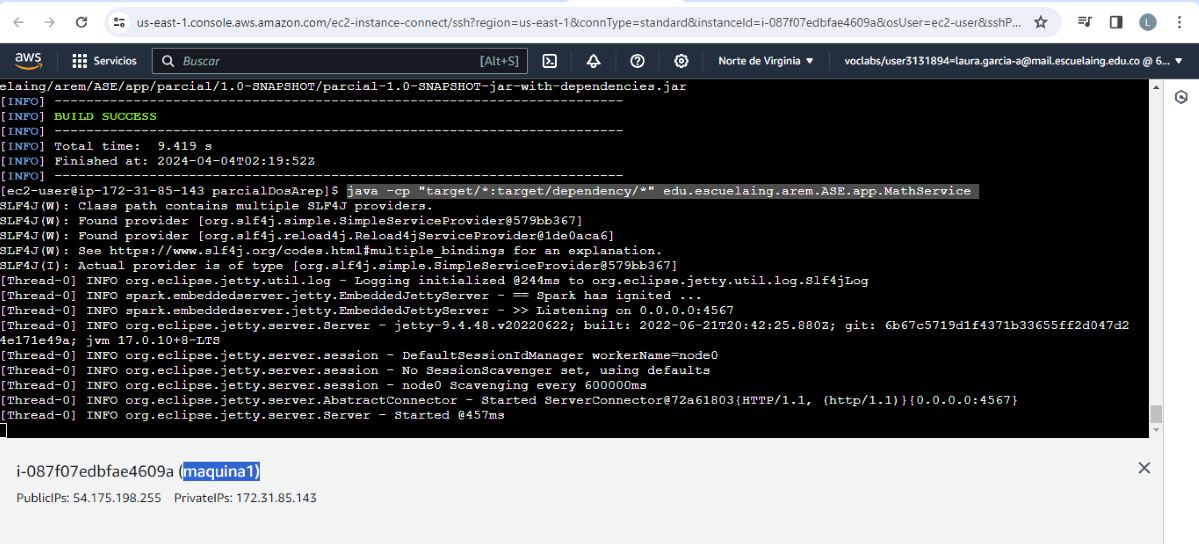 us-east-1.console.aws.amazon.com/ec2-instance-connect/ssh?region=us-east-1&connType=standard&instanceId=i-087f07edbfae4609a&osUser=ec2-user&sshP...
L
aws Servicios Buscar [Alt+S] Norte de Virginia voclabs/user3131894=laura.garcia-a@mail.escuelaing.edu.co @ 6...
elaing/arem/ASE/app/parcial/1.0-SNAPSHOT/parcial-1.0-SNAPSHOT-jar-with-dependencies.jar
[INFO] ------------------------------------------------------------------------
[INFO] BUILD SUCCESS
[INFO] ------------------------------------------------------------------------
[INFO] Total time:  9.419 s
[INFO] Finished at: 2024-04-04T02:19:52Z
[INFO] ------------------------------------------------------------------------
[ec2-user@ip-172-31-85-143 parcialDosArep]$ java -cp "target/*:target/dependency/*" edu.escuelaing.arem.ASE.app.MathService
SLF4J(W): Class path contains multiple SLF4J providers.
SLF4J(W): Found provider [org.slf4j.simple.SimpleServiceProvider@579bb367]
SLF4J(W): Found provider [org.slf4j.reload4j.Reload4jServiceProvider@1de0aca6]
SLF4J(W): See https://www.slf4j.org/codes.html#multiple_bindings for an explanation.
SLF4J(I): Actual provider is of type [org.slf4j.simple.SimpleServiceProvider@579bb367]
[Thread-0] INFO org.eclipse.jetty.util.log - Logging initialized @244ms to org.eclipse.jetty.util.log.Slf4jLog
[Thread-0] INFO spark.embeddedserver.jetty.EmbeddedJettyServer - == Spark has ignited ...
[Thread-0] INFO spark.embeddedserver.jetty.EmbeddedJettyServer - >> Listening on 0.0.0.0:4567
[Thread-0] INFO org.eclipse.jetty.server.Server - jetty-9.4.48.v20220622; built: 2022-06-21T20:42:25.880Z; git: 6b67c5719d1f4371b33655ff2d047d2
4e171e49a; jvm 17.0.10+8-LTS
[Thread-0] INFO org.eclipse.jetty.server.session - DefaultSessionIdManager workerName=node0
[Thread-0] INFO org.eclipse.jetty.server.session - No SessionScavenger set, using defaults
[Thread-0] INFO org.eclipse.jetty.server.session - node0 Scavenging every 600000ms
[Thread-0] INFO org.eclipse.jetty.server.AbstractConnector - Started ServerConnector@72a61803{HTTP/1.1, (http/1.1)}{0.0.0.0:4567}
[Thread-0] INFO org.eclipse.jetty.server.Server - Started @457ms
i-087f07edbfae4609a (maquina1)
PublicIPs: 54.175.198.255 PrivateIPs: 172.31.85.143